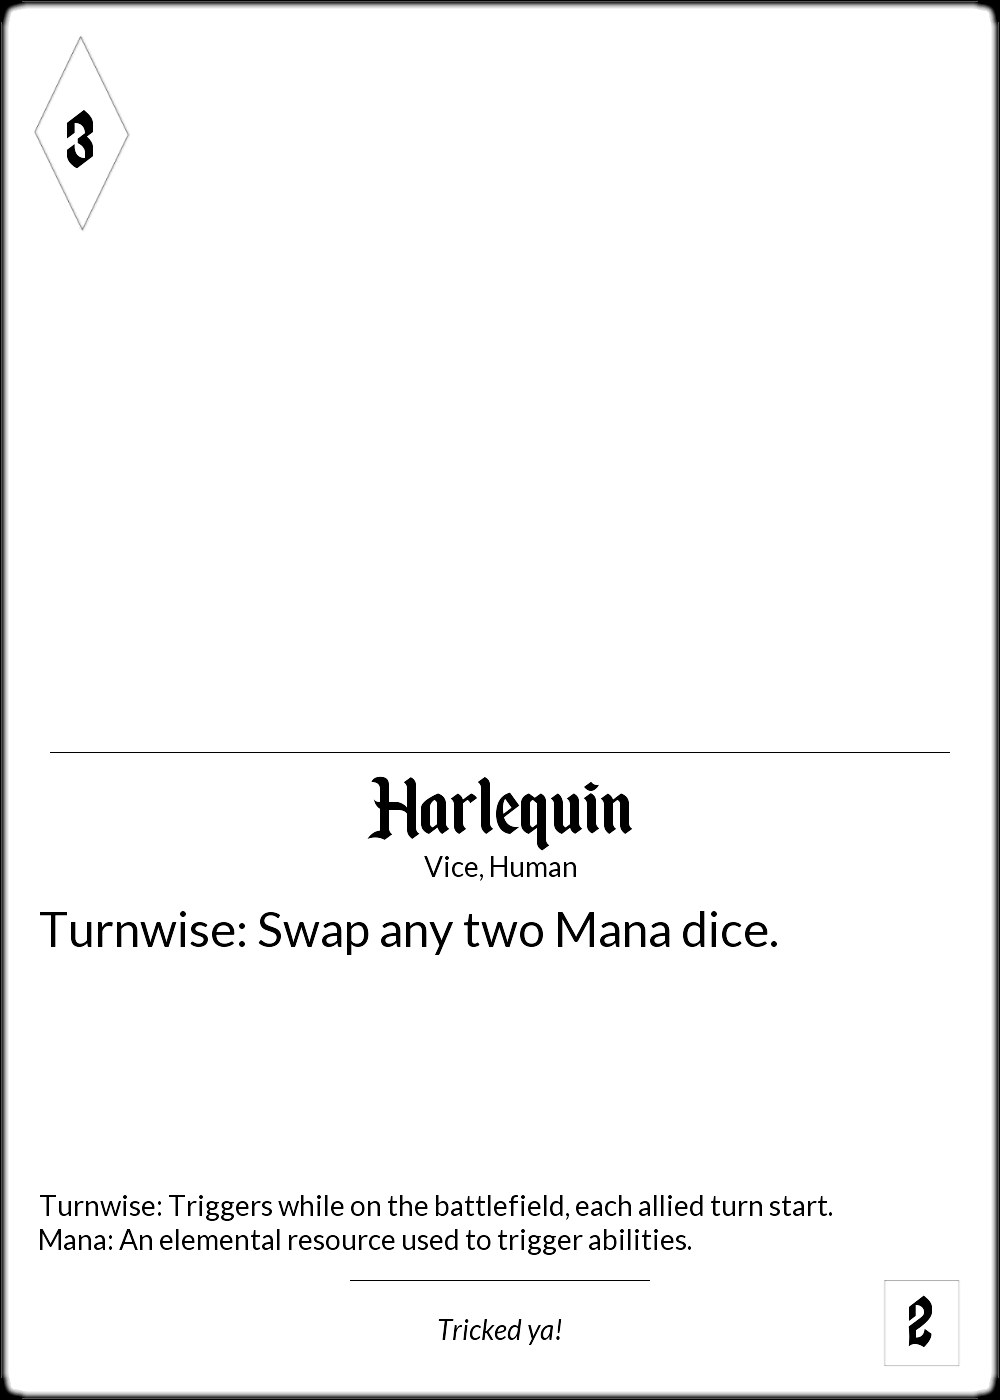 3
Harlequin
Vice, Human
Turnwise: Swap any two Mana dice.
Turnwise: Triggers while on the battlefield, each allied turn start.
Mana: An elemental resource used to trigger abilities.
Tricked ya!
2